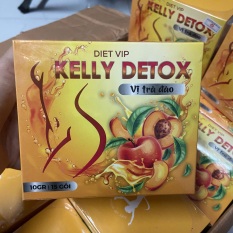 DIET VIP
KELLY DETOX
Vị trà đào
10GR | 15 GÓI